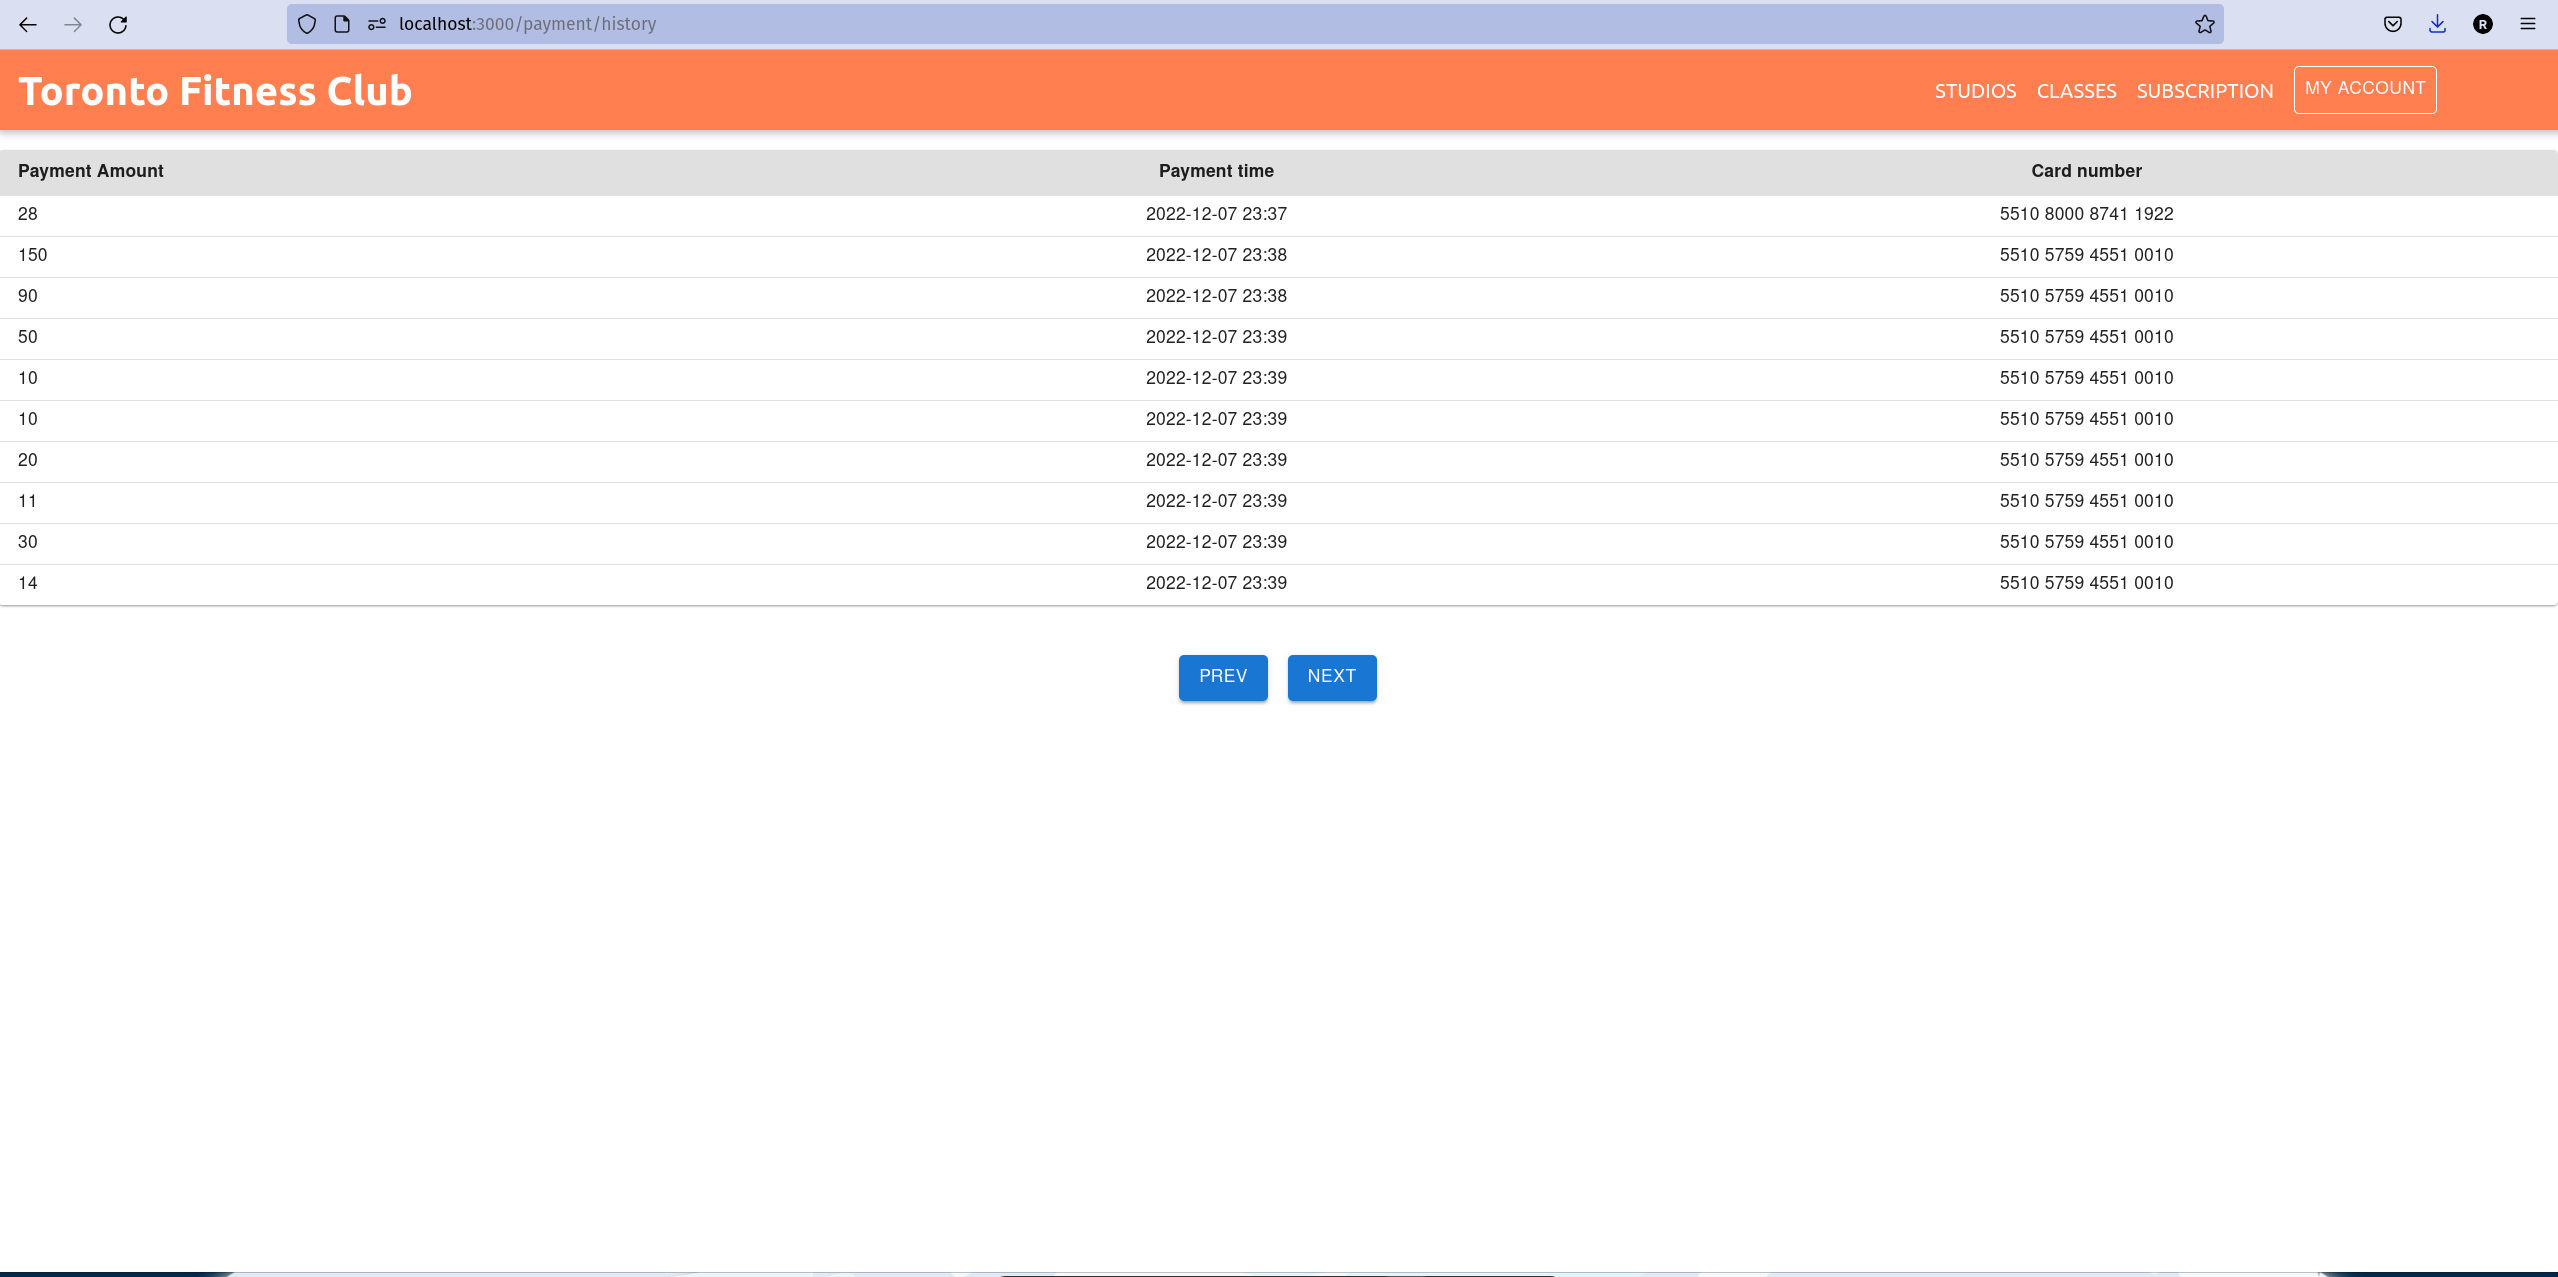 localhost:3000/payment/history
R
Toronto Fitness Club STUDIOS CLASSES SUBSCRIPTION MY ACCOUNT
Payment Amount Payment time Card number
28 2022-12-07 23:37 5510 8000 8741 1922
150 2022-12-07 23:38 5510 5759 4551 0010
90 2022-12-07 23:38 5510 5759 4551 0010
50 2022-12-07 23:39 5510 5759 4551 0010
10 2022-12-07 23:39 5510 5759 4551 0010
10 2022-12-07 23:39 5510 5759 4551 0010
20 2022-12-07 23:39 5510 5759 4551 0010
11 2022-12-07 23:39 5510 5759 4551 0010
30 2022-12-07 23:39 5510 5759 4551 0010
14 2022-12-07 23:39 5510 5759 4551 0010
PREV NEXT